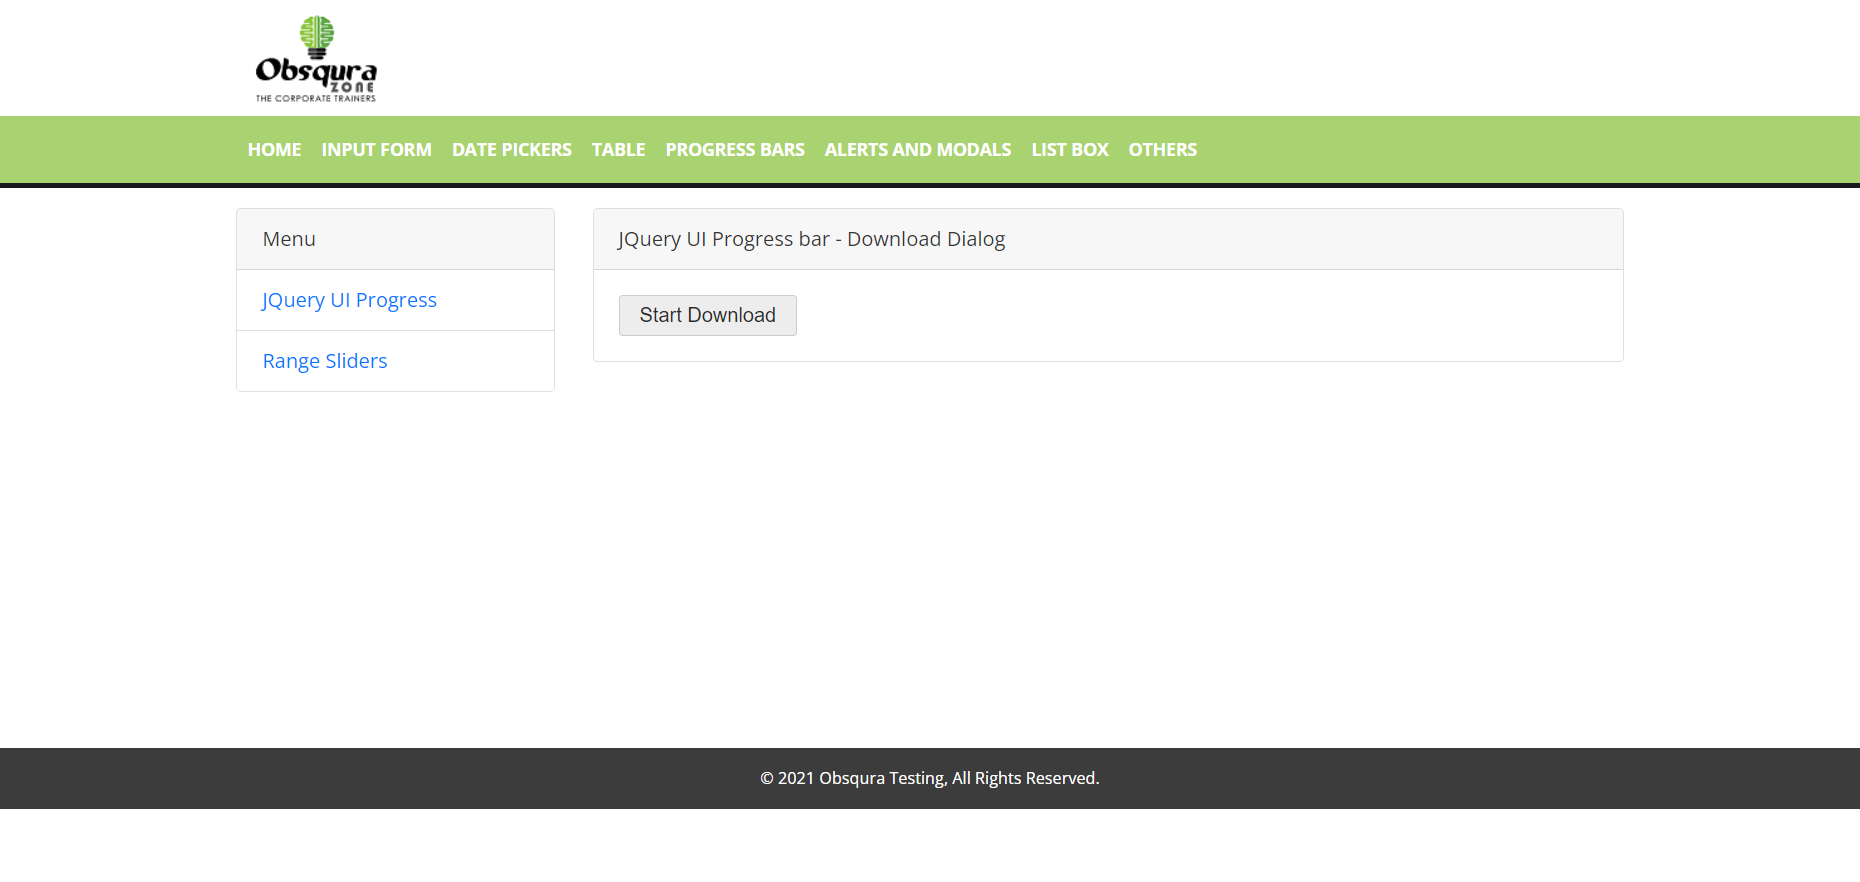 Obsqura
ZONE
THE CORPORATE TRAINERS
HOME INPUT FORM DATE PICKERS TABLE PROGRESS BARS ALERTS AND MODALS LIST BOX OTHERS
Menu
JQuery UI Progress
Range Sliders
JQuery UI Progress bar - Download Dialog
Start Download
© 2021 Obsqura Testing, All Rights Reserved.